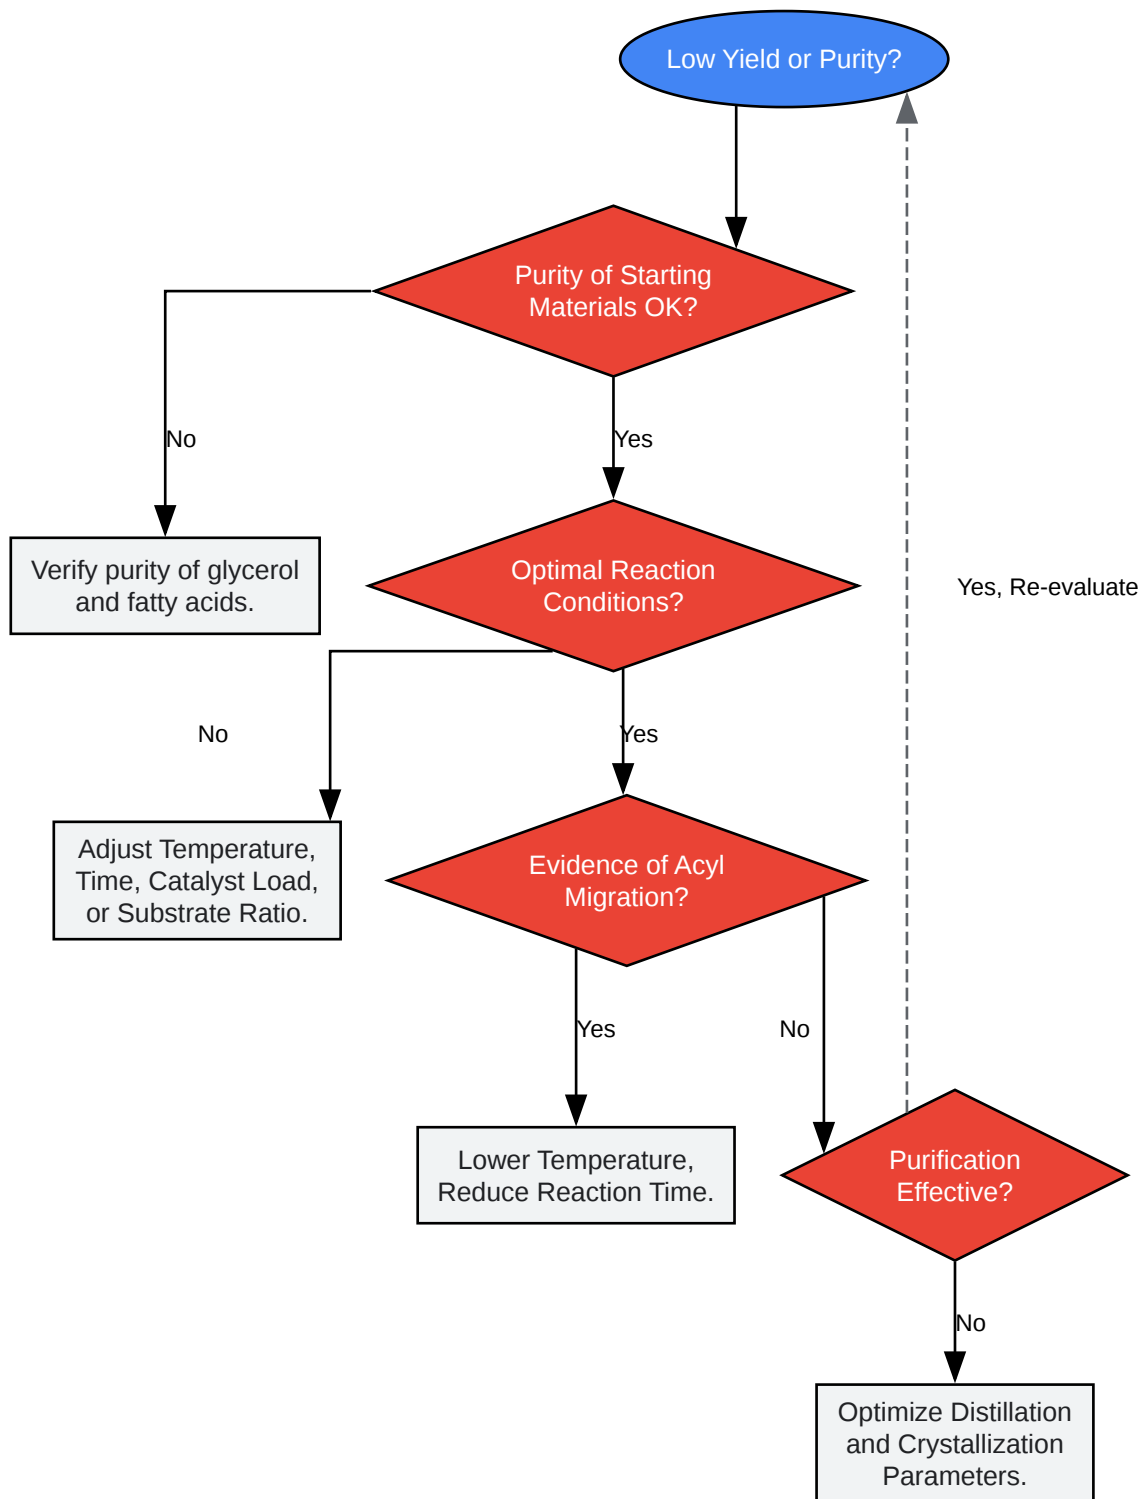 Low Yield or Purity?
Purity of Starting
Materials OK?
No
Yes
Verify purity of glycerol
and fatty acids.
Optimal Reaction
Conditions?
Yes, Re-evaluate
No
Yes
Adjust Temperature,
Time, Catalyst Load,
or Substrate Ratio.
Evidence of Acyl
Migration?
Yes
No
Lower Temperature,
Reduce Reaction Time.
Purification
Effective?
No
Optimize Distillation
and Crystallization
Parameters.